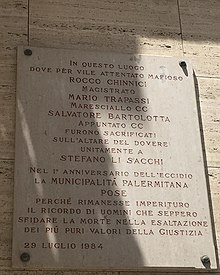 IN QUESTO LUOGO
DOVE PER VILE ATTENTATO MAFIOSO
ROCCO CHINNICI
MAGISTRATO
MARIO TRAPASSI
MARESCIALLO CC
SALVATORE BARTOLOTTA
APPUNTATO CC
FURONO SACRIFICATI
SULL'ALTARE DEL DOVERE
UNITAMENTE A
STEFANO LI SACCHI
NEL 1° ANNIVERSARIO DELL'ECCIDIO
LA MUNICIPALITÀ PALERMITANA
POSE
PERCHÉ RIMANESSE IMPERITURO
IL RICORDO DI UOMINI CHE SEPPERO
SFIDARE LA MORTE NELLA ESALTAZIONE
DEI PIÙ PURI VALORI DELLA GIUSTIZIA
29 LUGLIO 1984